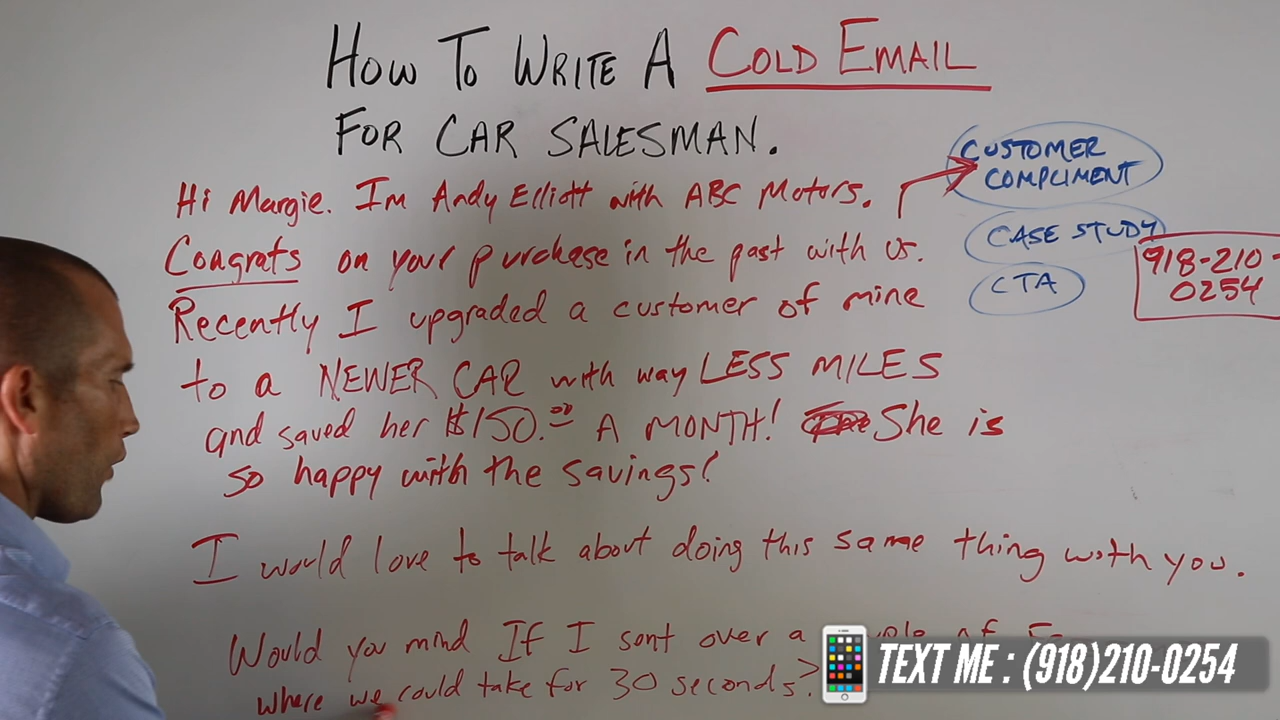 HOW TO WRITE A COLD EMAIL
FOR CAR SALESMAN.
Hi Margie. Im Andy Elliott with ABC Motors.
Congrats on your purchase in the past with us.
Recently I upgraded a customer of mine
to a NEWER CAR with way LESS MILES
and saved her $150.00 A MONTH! She is
so happy with the savings!
I would love to talk about doing this same thing with you.
Would you mind If I sent over a of
where we could take for 30 seconds?
CUSTOMER
COMPLIMENT
CASE STUDY
CTA
918-210-
0254
TEXT ME : (918)210-0254